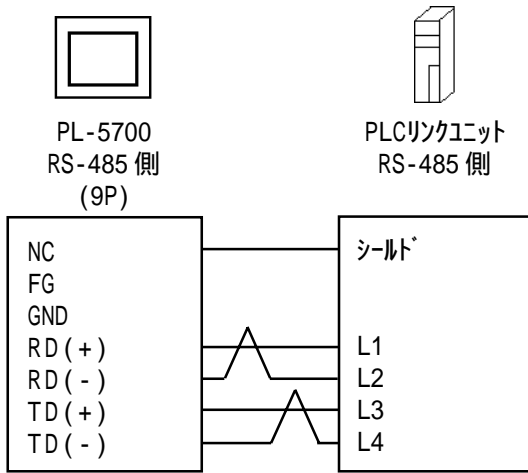 PL-5700
RS-485 側
(9P)
PLCリンクユニット
RS-485 側
NC
FG
GND
RD(+)
RD(-)
TD(+)
TD(-)
シールド
L1
L2
L3
L4